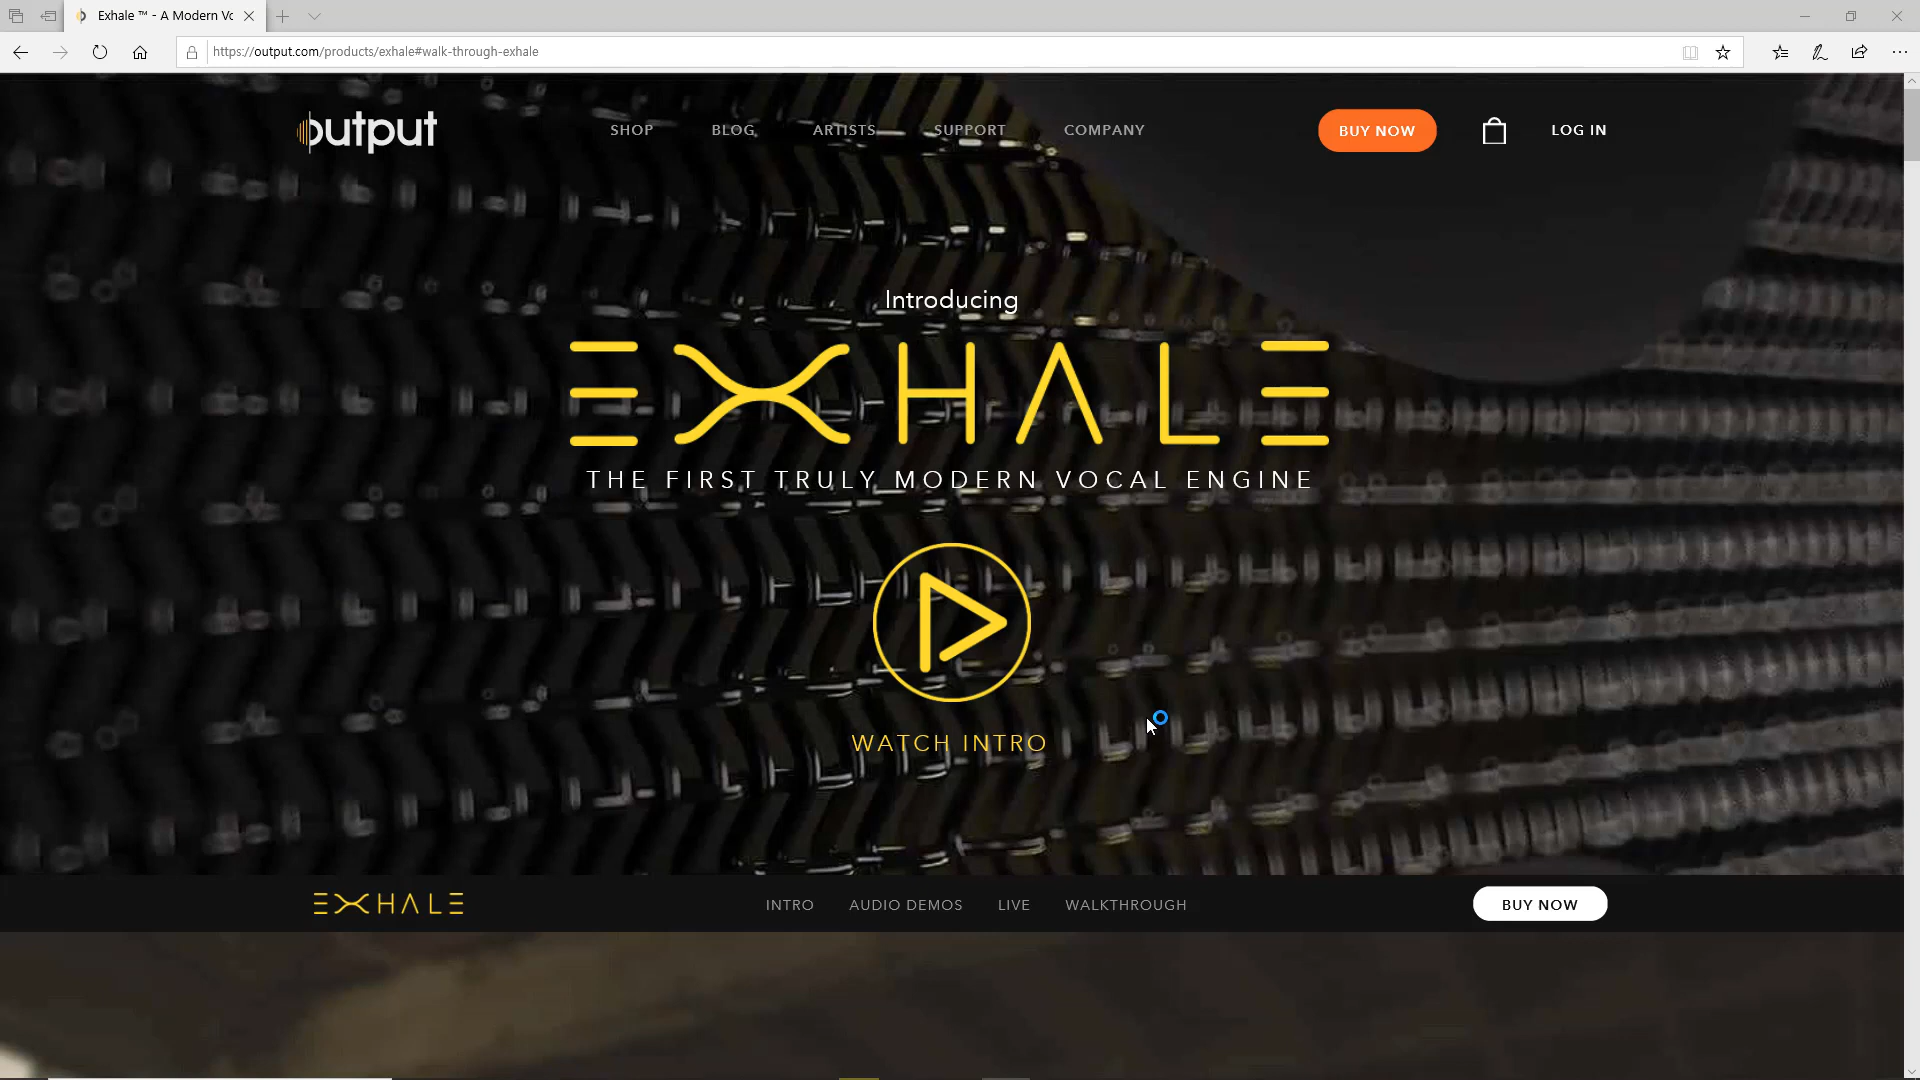 Exhale ™ - A Modern Vo
https://output.com/products/exhale#walk-through-exhale
output
SHOP
BLOG
ARTISTS
SUPPORT
COMPANY
BUY NOW
LOG IN
Introducing
EXHALE
THE FIRST TRULY MODERN VOCAL ENGINE
WATCH INTRO
EXHALE
INTRO
AUDIO DEMOS
LIVE
WALKTHROUGH
BUY NOW